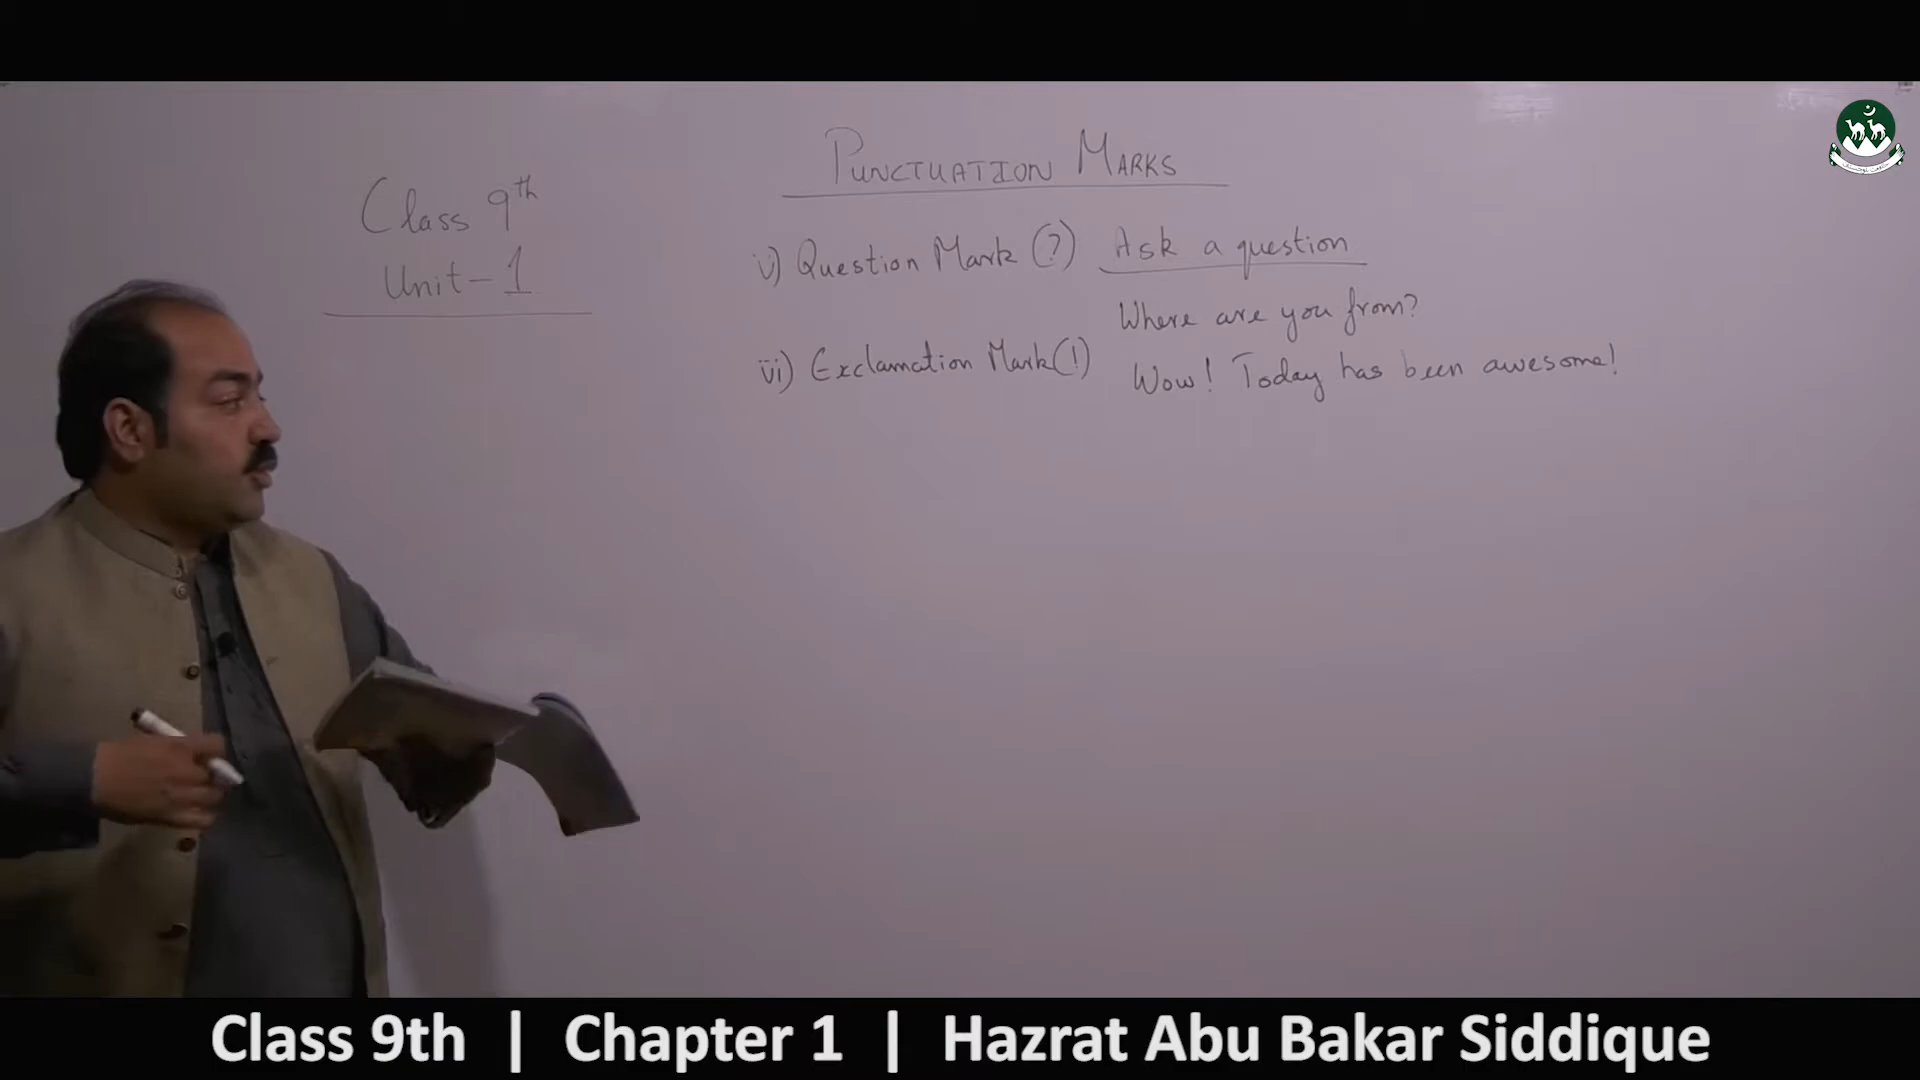 PUNCTUATION MARKS
Class 9th
Unit-1
v) Question Mark (?) Ask a question
Where are you from?
vi) Exclamation Mark (!) Wow! Today has been awesome!
Class 9th | Chapter 1 | Hazrat Abu Bakar Siddique